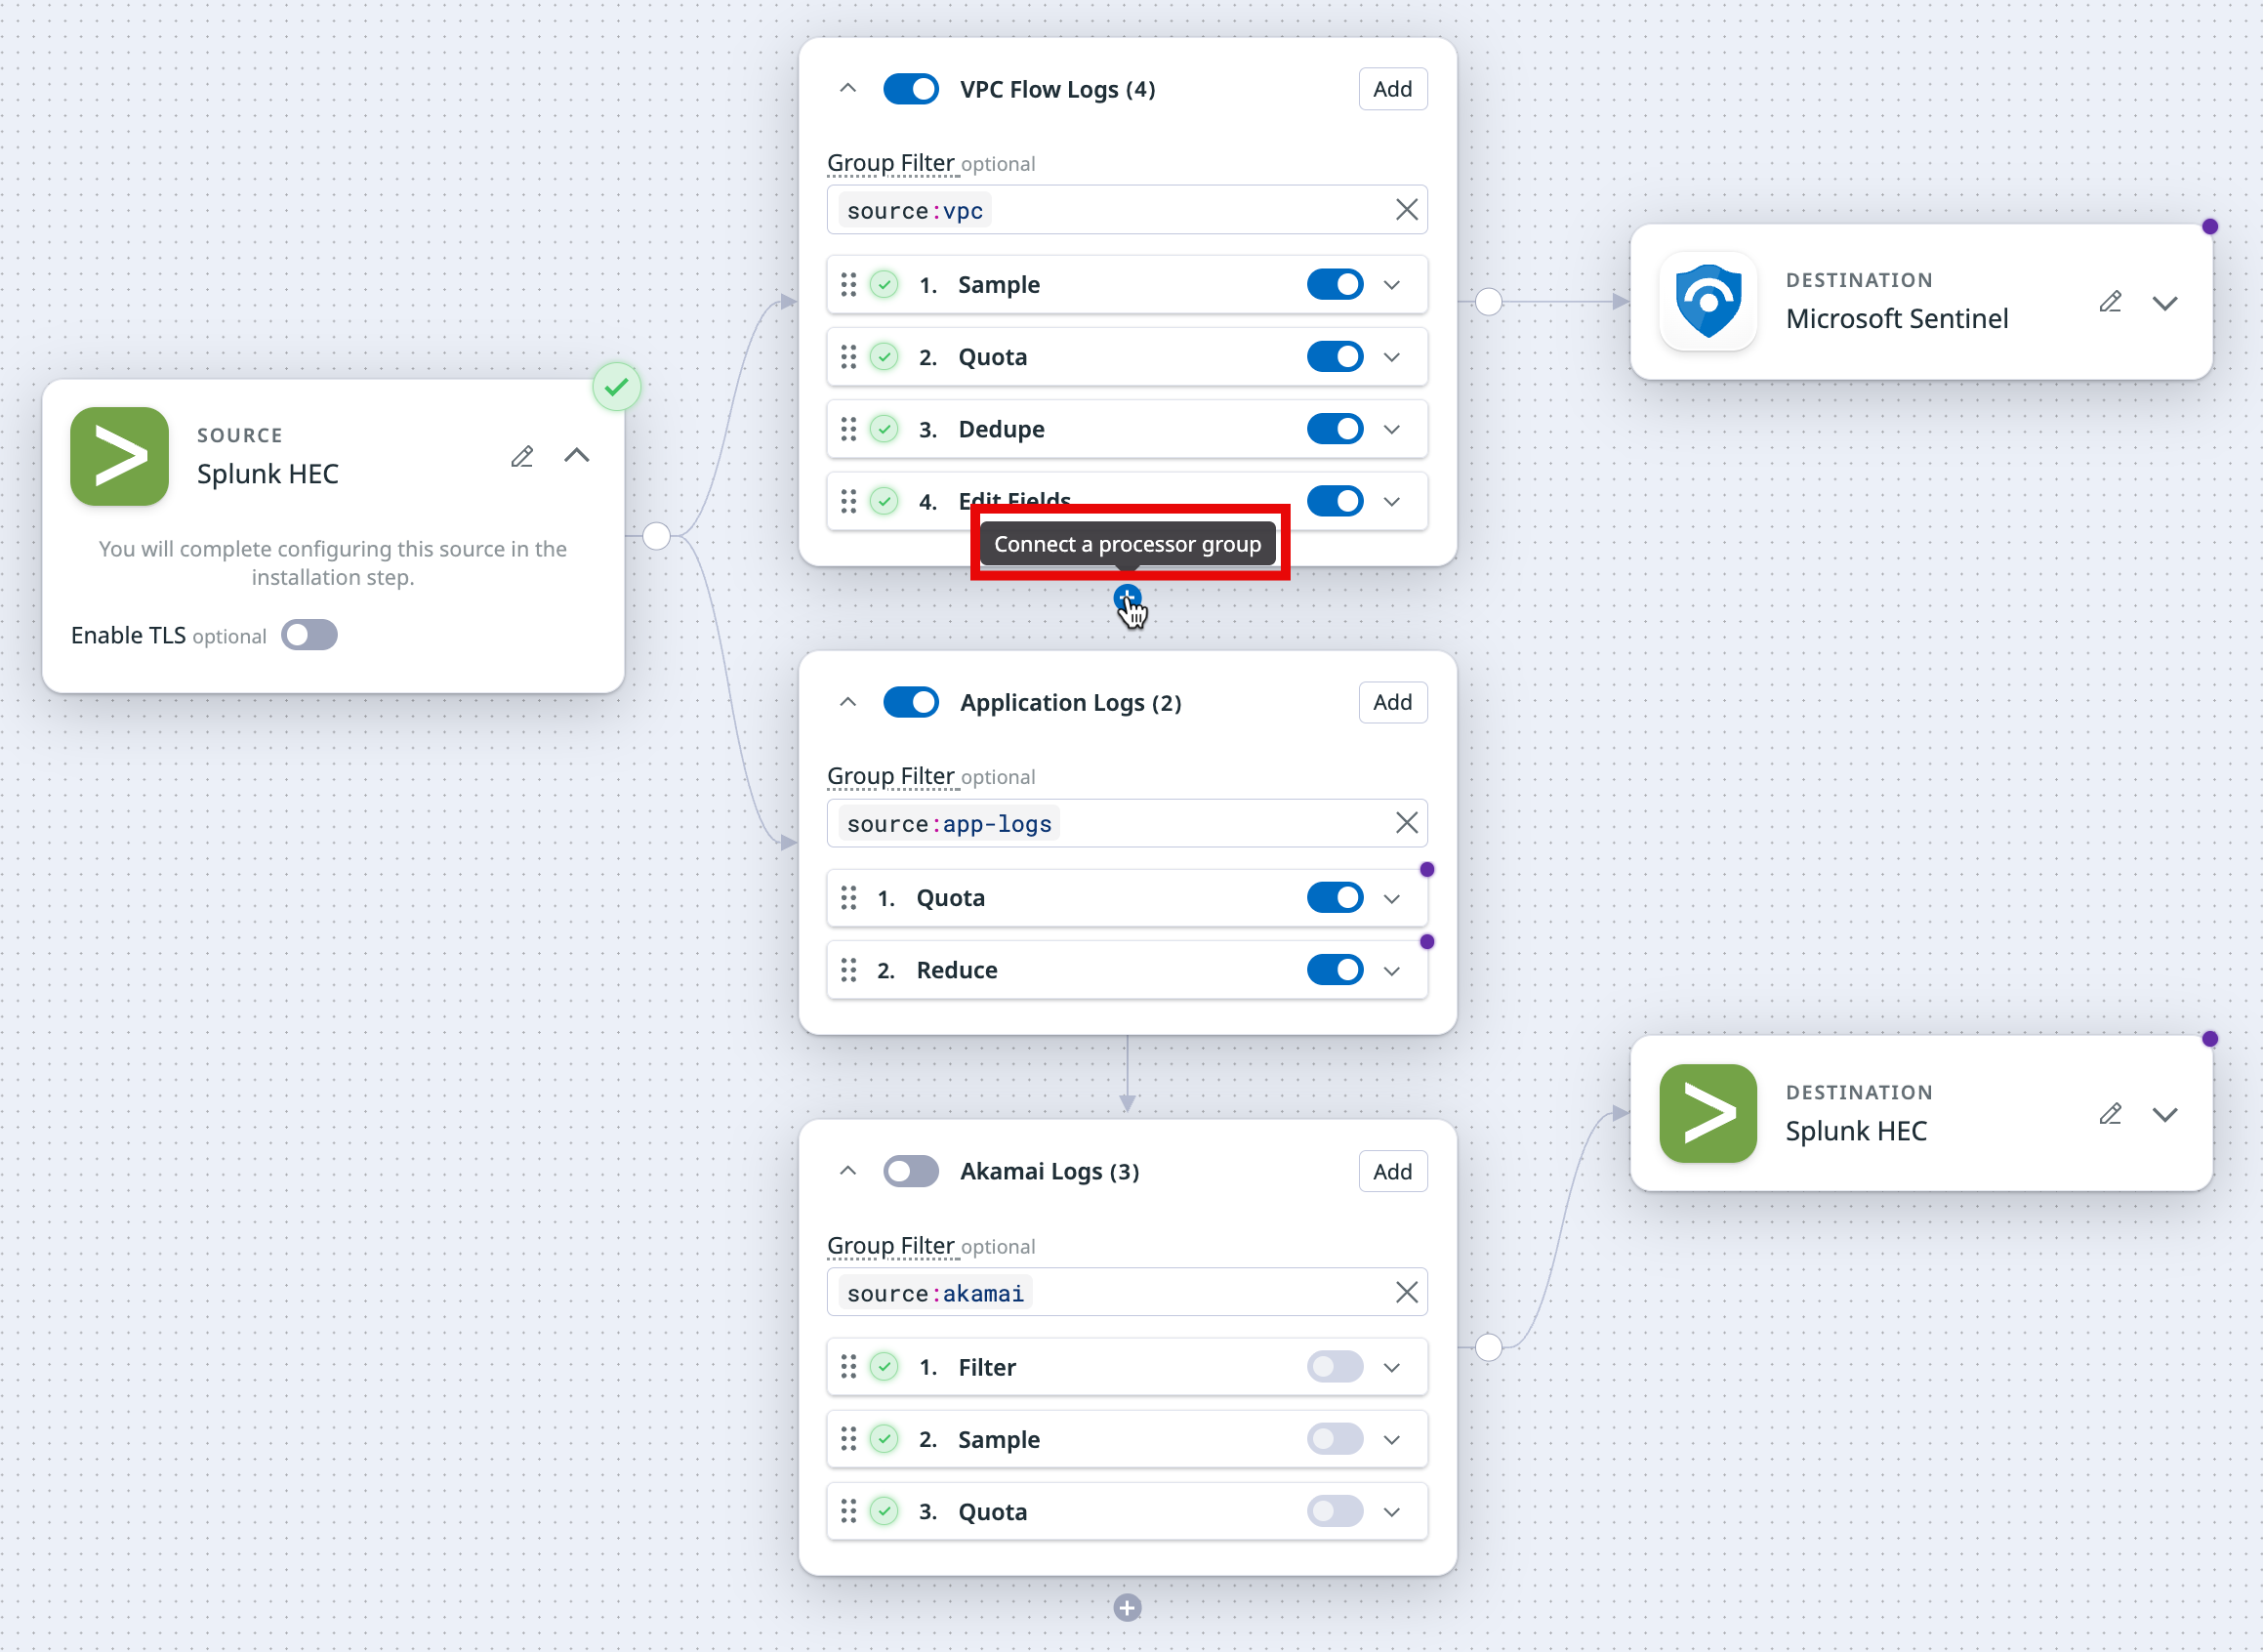 SOURCE
Splunk HEC
You will complete configuring this source in the
installation step.
Enable TLS optional
VPC Flow Logs (4)
Add
Group Filter optional
source:vpc
1. Sample
2. Quota
3. Dedupe
4. Edit Fields
Connect a processor group
Application Logs (2)
Add
Group Filter optional
source:app-logs
1. Quota
2. Reduce
Akamai Logs (3)
Add
Group Filter optional
source:akamai
1. Filter
2. Sample
3. Quota
DESTINATION
Microsoft Sentinel
DESTINATION
Splunk HEC